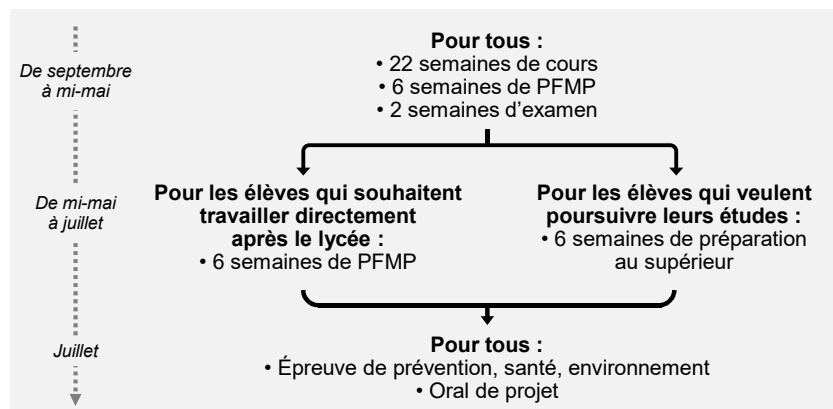 Pour tous :
• 22 semaines de cours
• 6 semaines de PFMP
• 2 semaines d'examen
De septembre
à mi-mai
Pour les élèves qui souhaitent
travailler directement
après le lycée :
• 6 semaines de PFMP
Pour les élèves qui veulent
poursuivre leurs études :
• 6 semaines de préparation
au supérieur
De mi-mai
à juillet
Pour tous :
• Épreuve de prévention, santé, environnement
• Oral de projet
Juillet